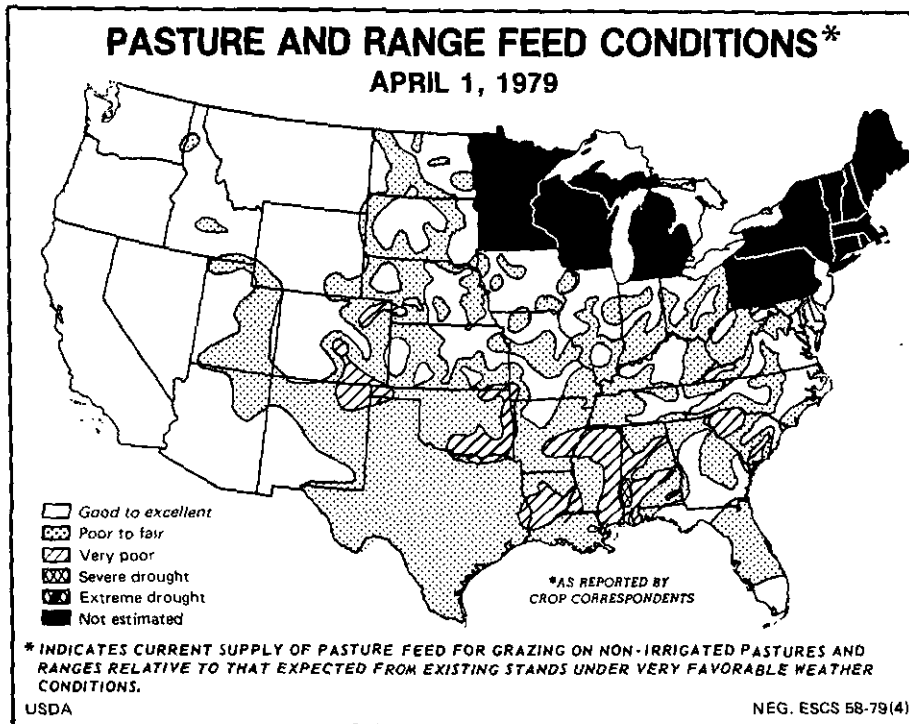 PASTURE AND RANGE FEED CONDITIONS*
APRIL 1, 1979
Good to excellent
Poor to fair
Very poor
Severe drought
Extreme drought
Not estimated
*AS REPORTED BY
CROP CORRESPONDENTS
* INDICATES CURRENT SUPPLY OF PASTURE FEED FOR GRAZING ON NON-IRRIGATED PASTURES AND
RANGES RELATIVE TO THAT EXPECTED FROM EXISTING STANDS UNDER VERY FAVORABLE WEATHER
CONDITIONS.
USDA
NEG. ESCS 58-79(4)